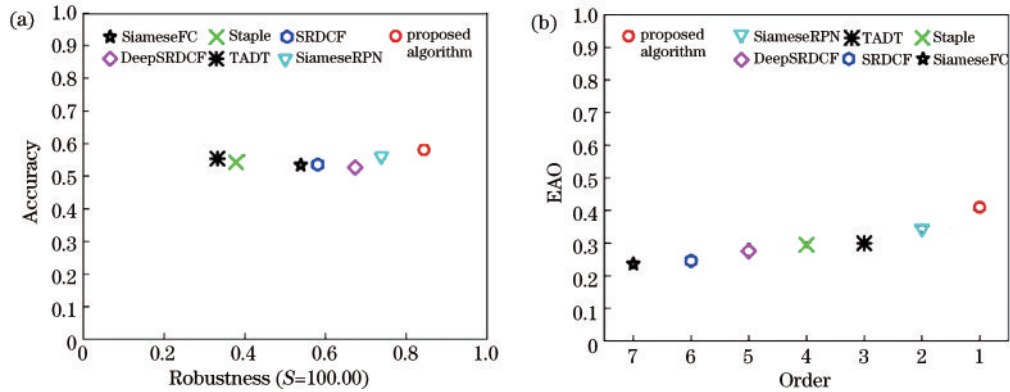 (a)
1.0
0.9
0.8
0.7
0.6
0.5
0.4
0.3
0.2
0.1
0
Accuracy
SiameseFC Staple SRDCF proposed algorithm
DeepSRDCF TADT SiameseRPN
0 0.2 0.4 0.6 0.8 1.0
Robustness (S=100.00)
(b)
1.0
0.9
0.8
0.7
0.6
0.5
0.4
0.3
0.2
0.1
0
EAO
proposed algorithm SiameseRPN TADT Staple
DeepSRDCF SRDCF SiameseFC
7 6 5 4 3 2 1
Order